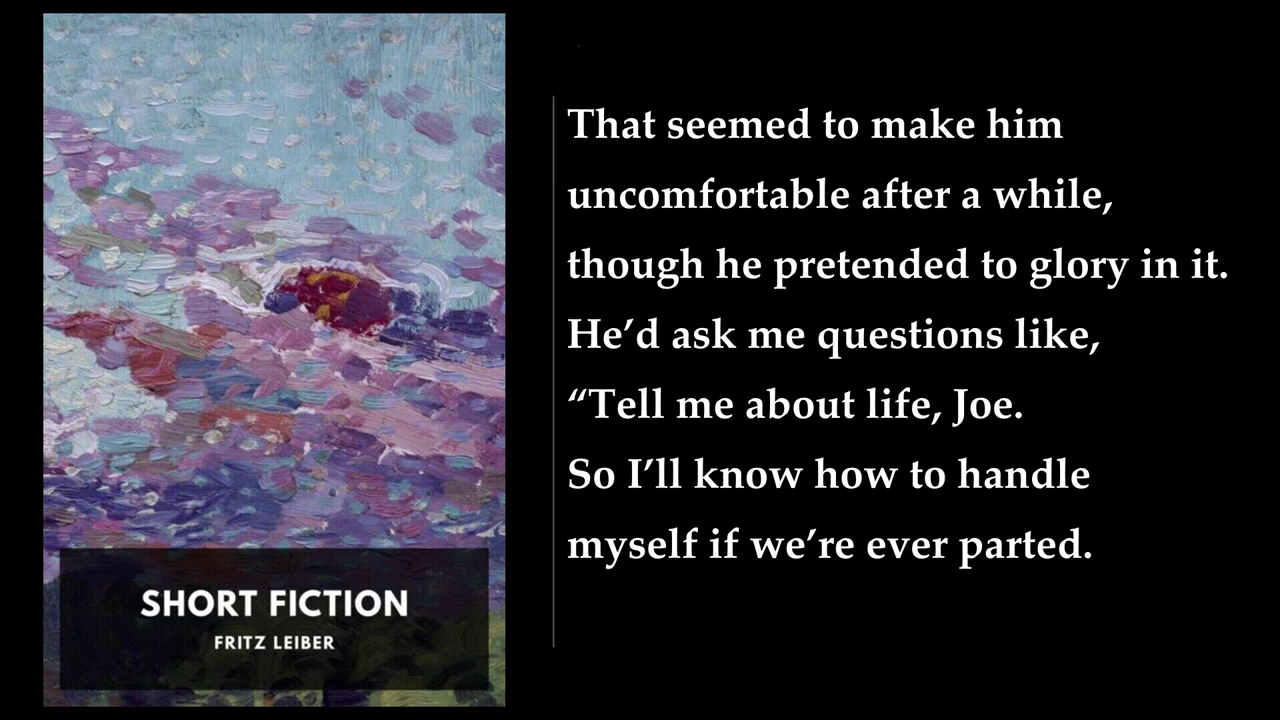 SHORT FICTION
FRITZ LEIBER
That seemed to make him
uncomfortable after a while,
though he pretended to glory in it.
He’d ask me questions like,
“Tell me about life, Joe.
So I’ll know how to handle
myself if we’re ever parted.